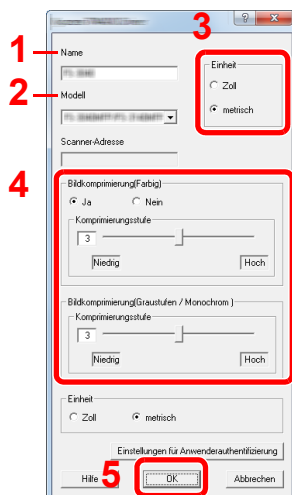 3
1
Name
Einheit
Zoll
metrisch
2
Modell
Scanner-Adresse
4
Bildkomprimierung(Farbig)
Ja Nein
Komprimierungsstufe
3
Niedrig Hoch
Bildkomprimierung(Graustufen / Monochrom )
Komprimierungsstufe
3
Niedrig Hoch
Einheit
Zoll metrisch
Einstellungen für Anwenderauthentifizierung
5
Hilfe OK Abbrechen